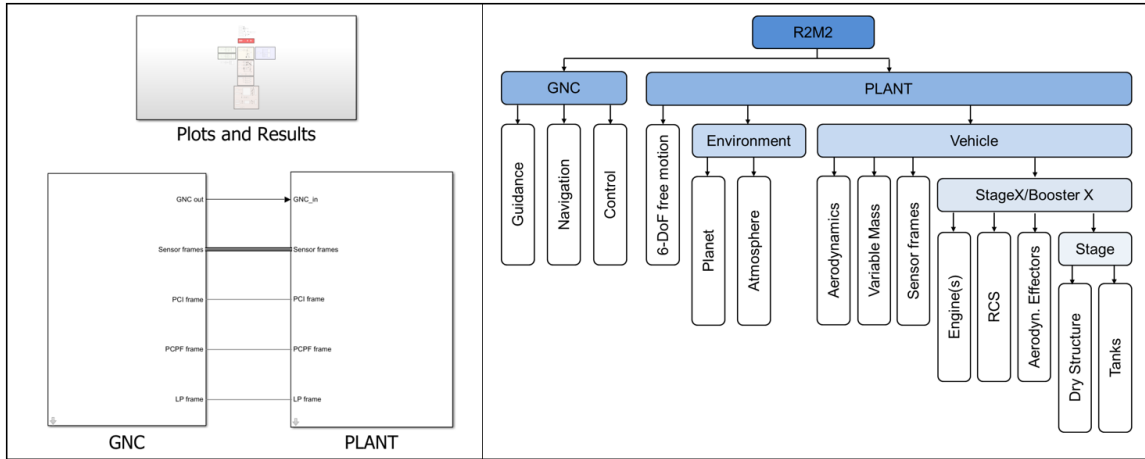 Plots and Results
GNC out
GNC_in
Sensor frames
Sensor frames
PCI frame
PCI frame
PCPF frame
PCPF frame
LP frame
LP frame
GNC
PLANT
R2M2
GNC
PLANT
Guidance
Navigation
Control
6-DoF free motion
Environment
Vehicle
Planet
Atmosphere
Aerodynamics
Variable Mass
Sensor frames
StageX/Booster X
Engine(s)
RCS
Aerodyn. Effectors
Stage
Dry Structure
Tanks